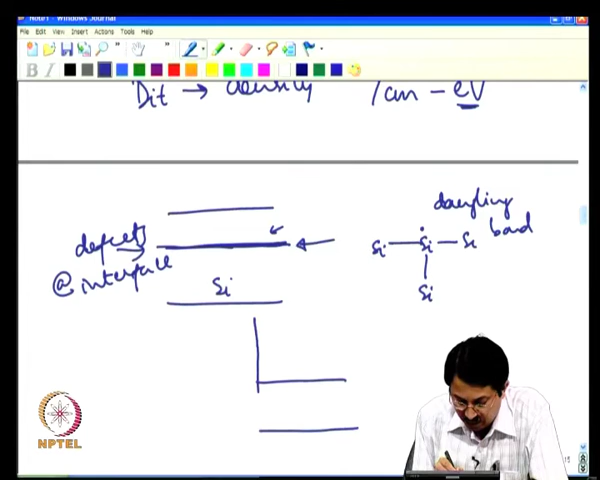 Note1 - Windows Journal
File Edit View Insert Actions Tools Help
B I
Dit → density /cm - eV
dangling
bond
defects
@ interface
Si
Si — Si — Si
Si
NPTEL